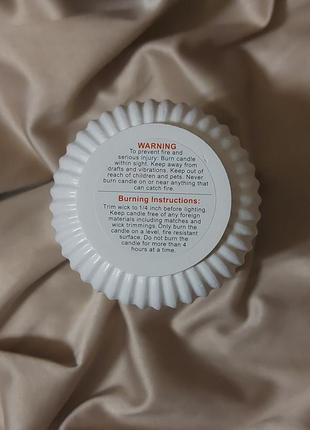 WARNING
To prevent fire and
serious injury: Burn candle
within sight. Keep away from
drafts and vibrations. Keep out of
reach of children and pets. Never
burn candle on or near anything that
can catch fire.
Burning Instructions:
Trim wick to 1/4 inch before lighting.
Keep candle free of any foreign
materials including matches and
wick trimmings. Only burn the
candle on a level, fire resistant
surface. Do not burn the
candle for more than 4
hours at a time.